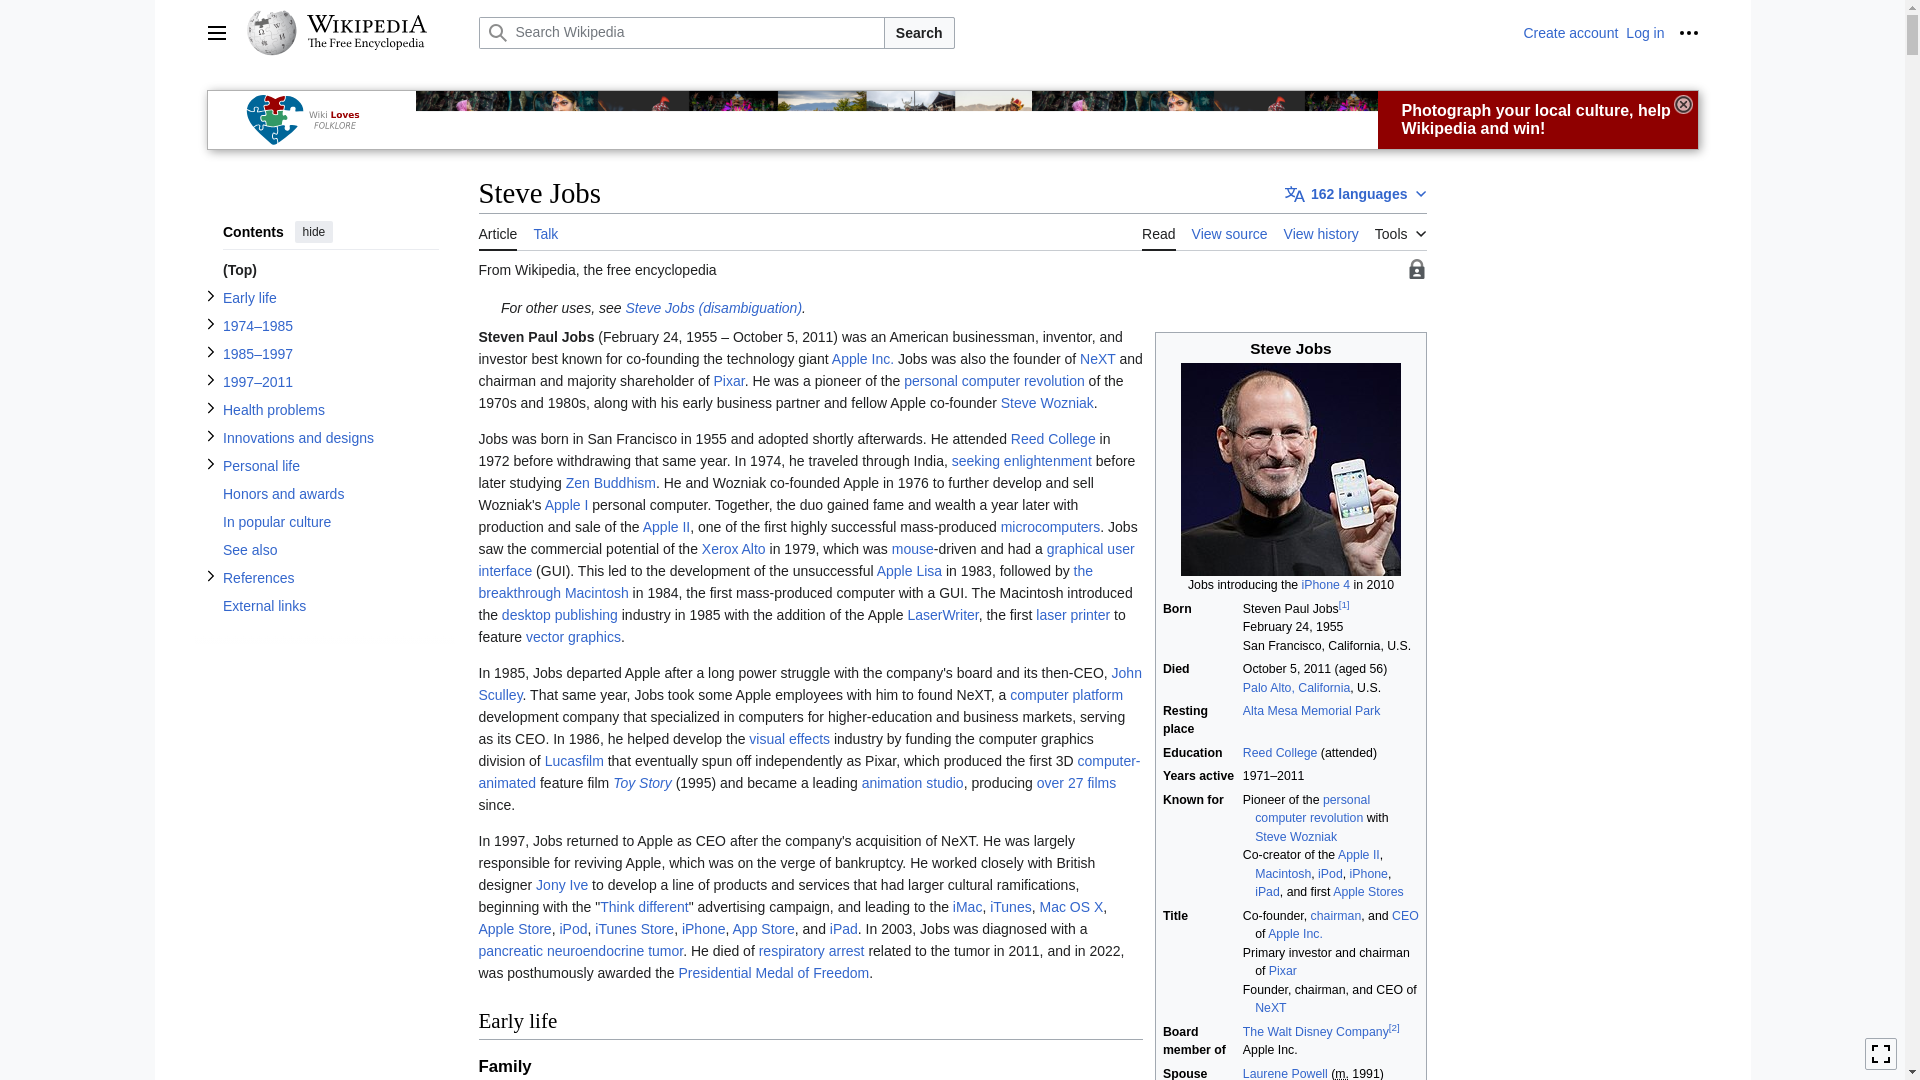 WIKIPEDIA
The Free Encyclopedia
Search Wikipedia
Search
Create account Log in
Wiki Loves
FOLKLORE
Photograph your local culture, help
Wikipedia and win!
Contents hide
(Top)
Early life
1974–1985
1985–1997
1997–2011
Health problems
Innovations and designs
Personal life
Honors and awards
In popular culture
See also
References
External links
Steve Jobs
162 languages
Article Talk
Read View source View history Tools
From Wikipedia, the free encyclopedia
For other uses, see Steve Jobs (disambiguation).
Steven Paul Jobs (February 24, 1955 – October 5, 2011) was an American businessman, inventor, and
investor best known for co-founding the technology giant Apple Inc. Jobs was also the founder of NeXT and
chairman and majority shareholder of Pixar. He was a pioneer of the personal computer revolution of the
1970s and 1980s, along with his early business partner and fellow Apple co-founder Steve Wozniak.
Jobs was born in San Francisco in 1955 and adopted shortly afterwards. He attended Reed College in
1972 before withdrawing that same year. In 1974, he traveled through India, seeking enlightenment before
later studying Zen Buddhism. He and Wozniak co-founded Apple in 1976 to further develop and sell
Wozniak's Apple I personal computer. Together, the duo gained fame and wealth a year later with
production and sale of the Apple II, one of the first highly successful mass-produced microcomputers. Jobs
saw the commercial potential of the Xerox Alto in 1979, which was mouse-driven and had a graphical user
interface (GUI). This led to the development of the unsuccessful Apple Lisa in 1983, followed by the
breakthrough Macintosh in 1984, the first mass-produced computer with a GUI. The Macintosh introduced
the desktop publishing industry in 1985 with the addition of the Apple LaserWriter, the first laser printer to
feature vector graphics.
In 1985, Jobs departed Apple after a long power struggle with the company's board and its then-CEO, John
Sculley. That same year, Jobs took some Apple employees with him to found NeXT, a computer platform
development company that specialized in computers for higher-education and business markets, serving
as its CEO. In 1986, he helped develop the visual effects industry by funding the computer graphics
division of Lucasfilm that eventually spun off independently as Pixar, which produced the first 3D computer-
animated feature film Toy Story (1995) and became a leading animation studio, producing over 27 films
since.
In 1997, Jobs returned to Apple as CEO after the company's acquisition of NeXT. He was largely
responsible for reviving Apple, which was on the verge of bankruptcy. He worked closely with British
designer Jony Ive to develop a line of products and services that had larger cultural ramifications,
beginning with the "Think different" advertising campaign, and leading to the iMac, iTunes, Mac OS X,
Apple Store, iPod, iTunes Store, iPhone, App Store, and iPad. In 2003, Jobs was diagnosed with a
pancreatic neuroendocrine tumor. He died of respiratory arrest related to the tumor in 2011, and in 2022,
was posthumously awarded the Presidential Medal of Freedom.
Early life
Family
Steve Jobs
Jobs introducing the iPhone 4 in 2010
Born Steven Paul Jobs[1]
February 24, 1955
San Francisco, California, U.S.
Died October 5, 2011 (aged 56)
Palo Alto, California, U.S.
Resting Alta Mesa Memorial Park
place
Education Reed College (attended)
Years active 1971–2011
Known for Pioneer of the personal
computer revolution with
Steve Wozniak
Co-creator of the Apple II,
Macintosh, iPod, iPhone,
iPad, and first Apple Stores
Title Co-founder, chairman, and CEO
of Apple Inc.
Primary investor and chairman
of Pixar
Founder, chairman, and CEO of
NeXT
Board The Walt Disney Company[2]
member of Apple Inc.
Spouse Laurene Powell (m. 1991)